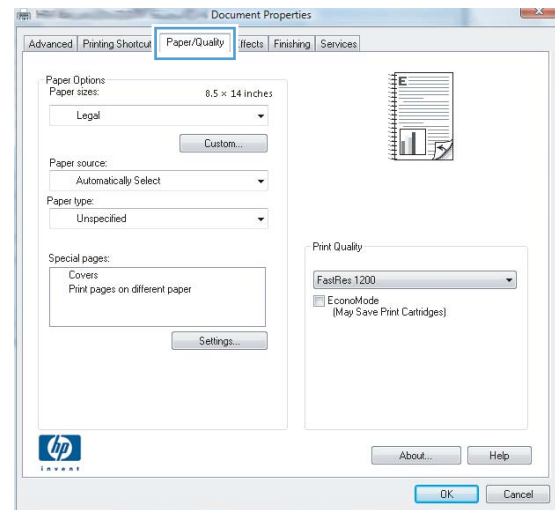 Document Properties
Advanced Printing Shortcut Paper/Quality ffects Finishing Services
Paper Options
Paper sizes: 8.5 × 14 inches
Legal
Custom...
Paper source:
Automatically Select
Paper type:
Unspecified
Special pages:
Covers
Print pages on different paper
Settings...
E
Print Quality
FastRes 1200
EconoMode
(May Save Print Cartridges)
hp
invent
About... Help
OK Cancel